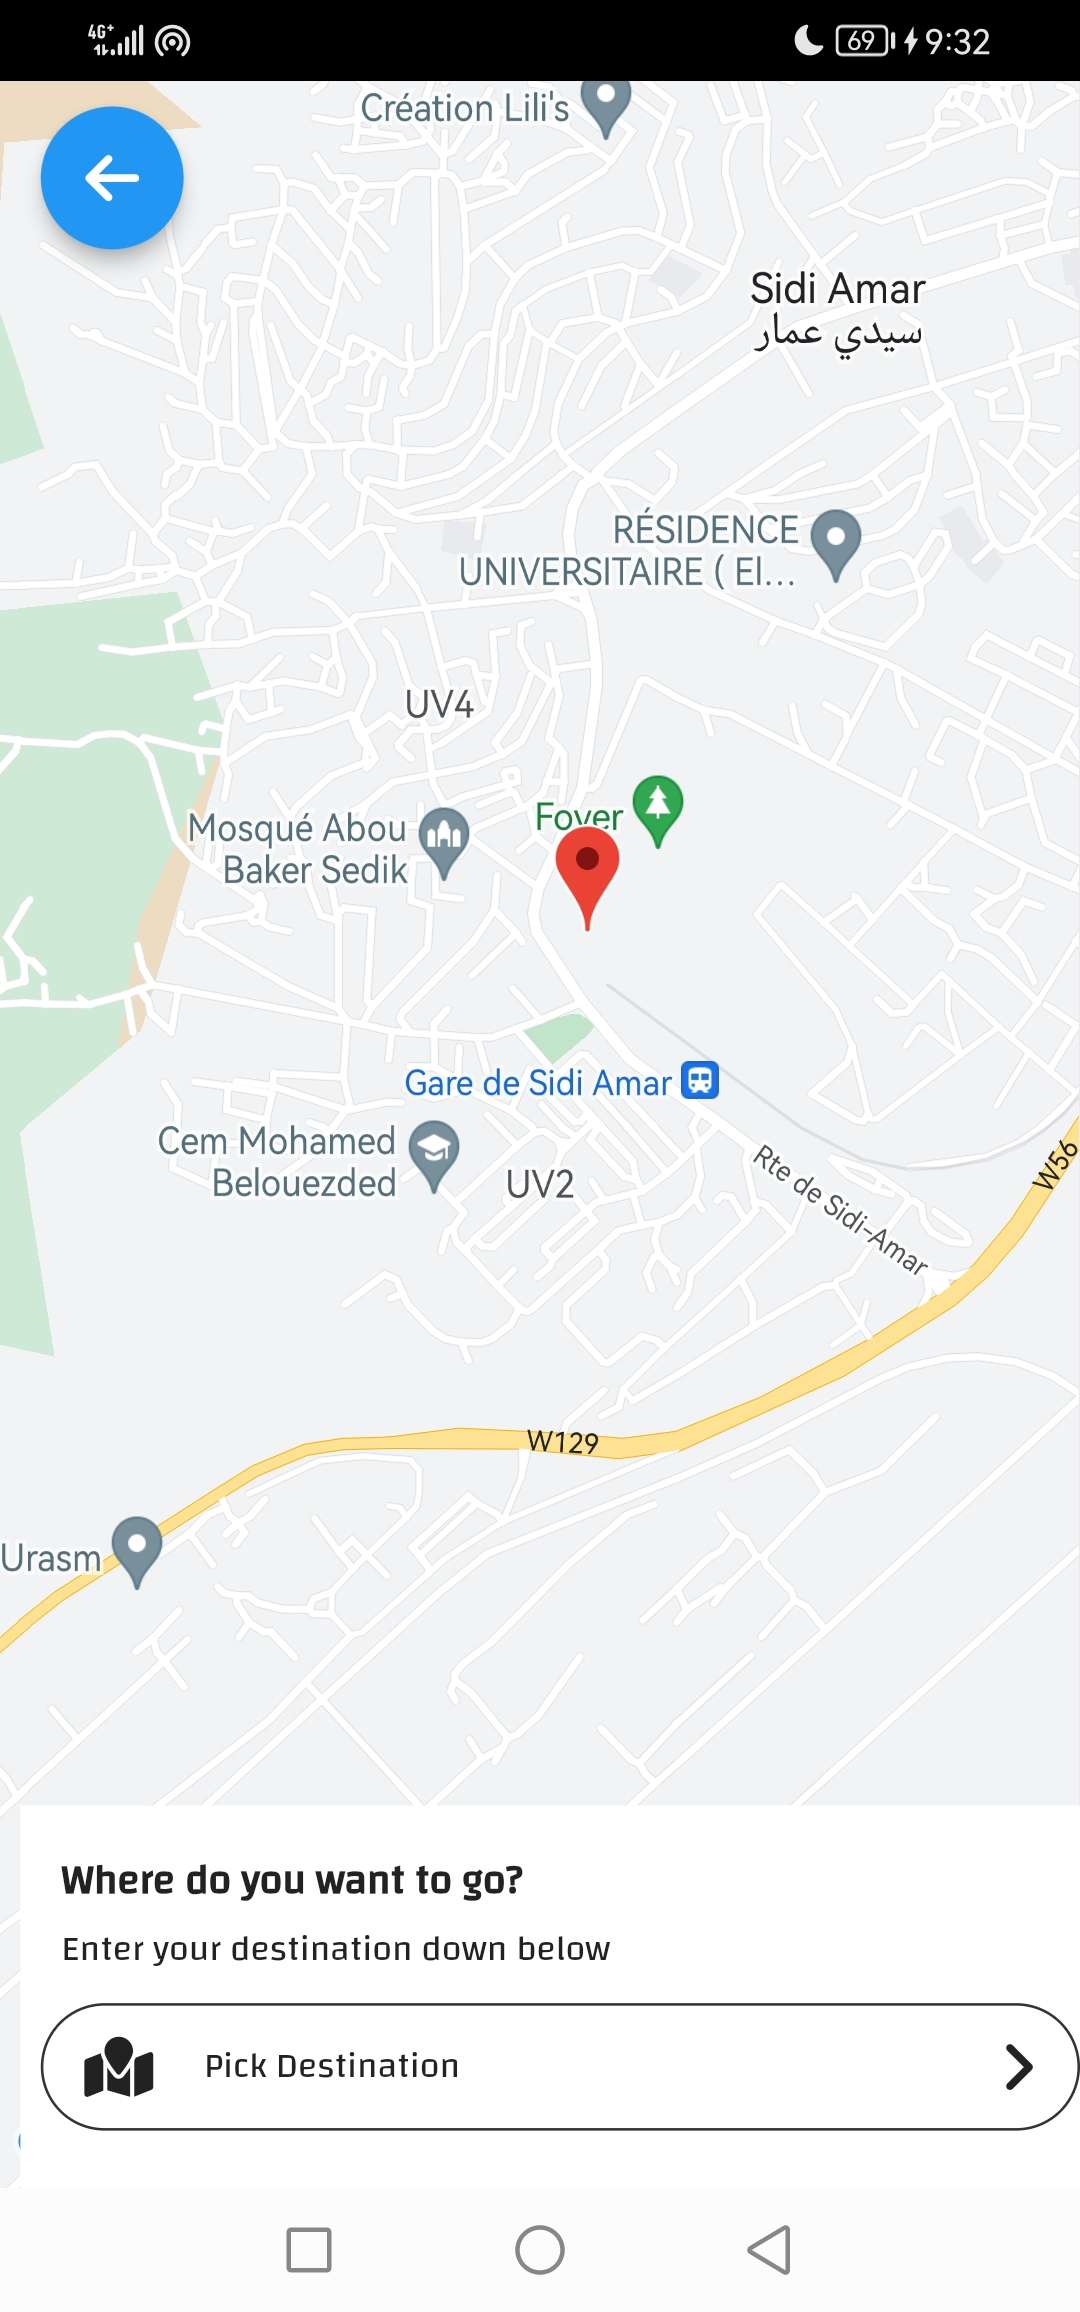 4G+
69
9:32
Création Lili's
Sidi Amar
سيدي عمار
RÉSIDENCE
UNIVERSITAIRE ( El...
UV4
Foyer
Mosqué Abou
Baker Sedik
Gare de Sidi Amar
Cem Mohamed
Belouezded
UV2
Rte de Sidi-Amar
W56
W129
Urasm
Where do you want to go?
Enter your destination down below
Pick Destination